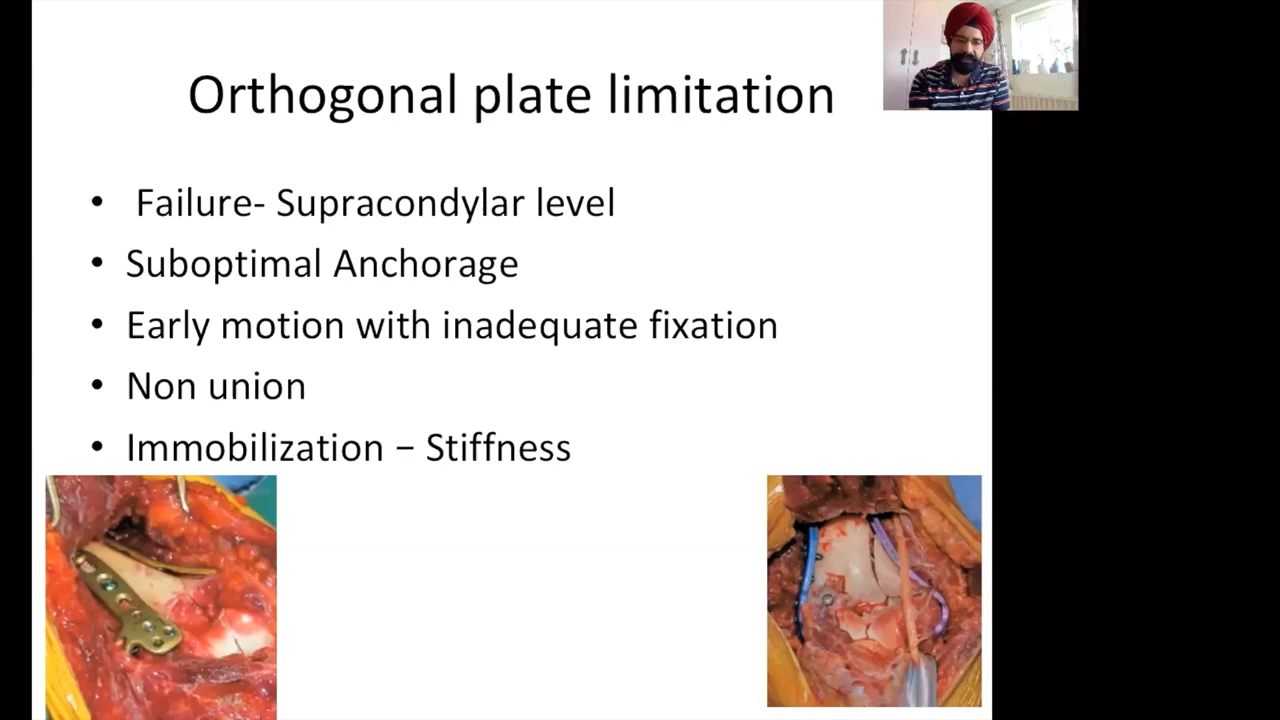 Orthogonal plate limitation
• Failure- Supracondylar level
• Suboptimal Anchorage
• Early motion with inadequate fixation
• Non union
• Immobilization – Stiffness